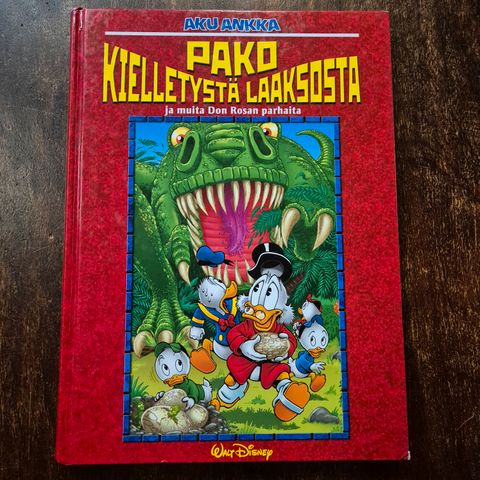 AKU ANKKA
PAKO
KIELLETYSTÄ LAAKSOSTA
ja muita Don Rosan parhaita
WALT DISNEY